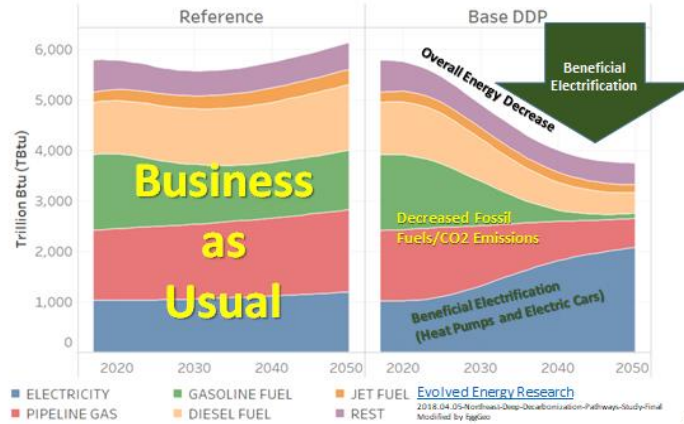 Reference
Base DDP
6,000
5,000
4,000
3,000
2,000
1,000
0
Trillion Btu (TBtu)
Business
as
Usual
Overall Energy Decrease
Beneficial
Electrification
Decreased Fossil
Fuels/CO2 Emissions
Beneficial Electrification
(Heat Pumps and Electric Cars)
2020
2030
2040
2050
2020
2030
2040
2050
ELECTRICITY
GASOLINE FUEL
JET FUEL
PIPELINE GAS
DIESEL FUEL
REST
Evolved Energy Research
2018.04.05-Northeast-Deep-Decarbonization-Pathways-Study-Final
Modified by EggGeo